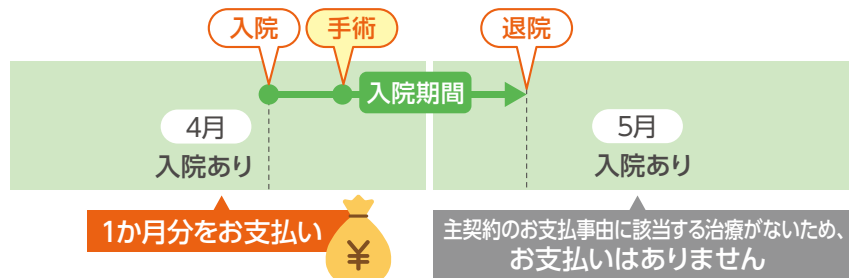 入院
手術
退院
入院期間
4月
入院あり
5月
入院あり
1か月分をお支払い
¥
主契約のお支払事由に該当する治療がないため、
お支払いはありません